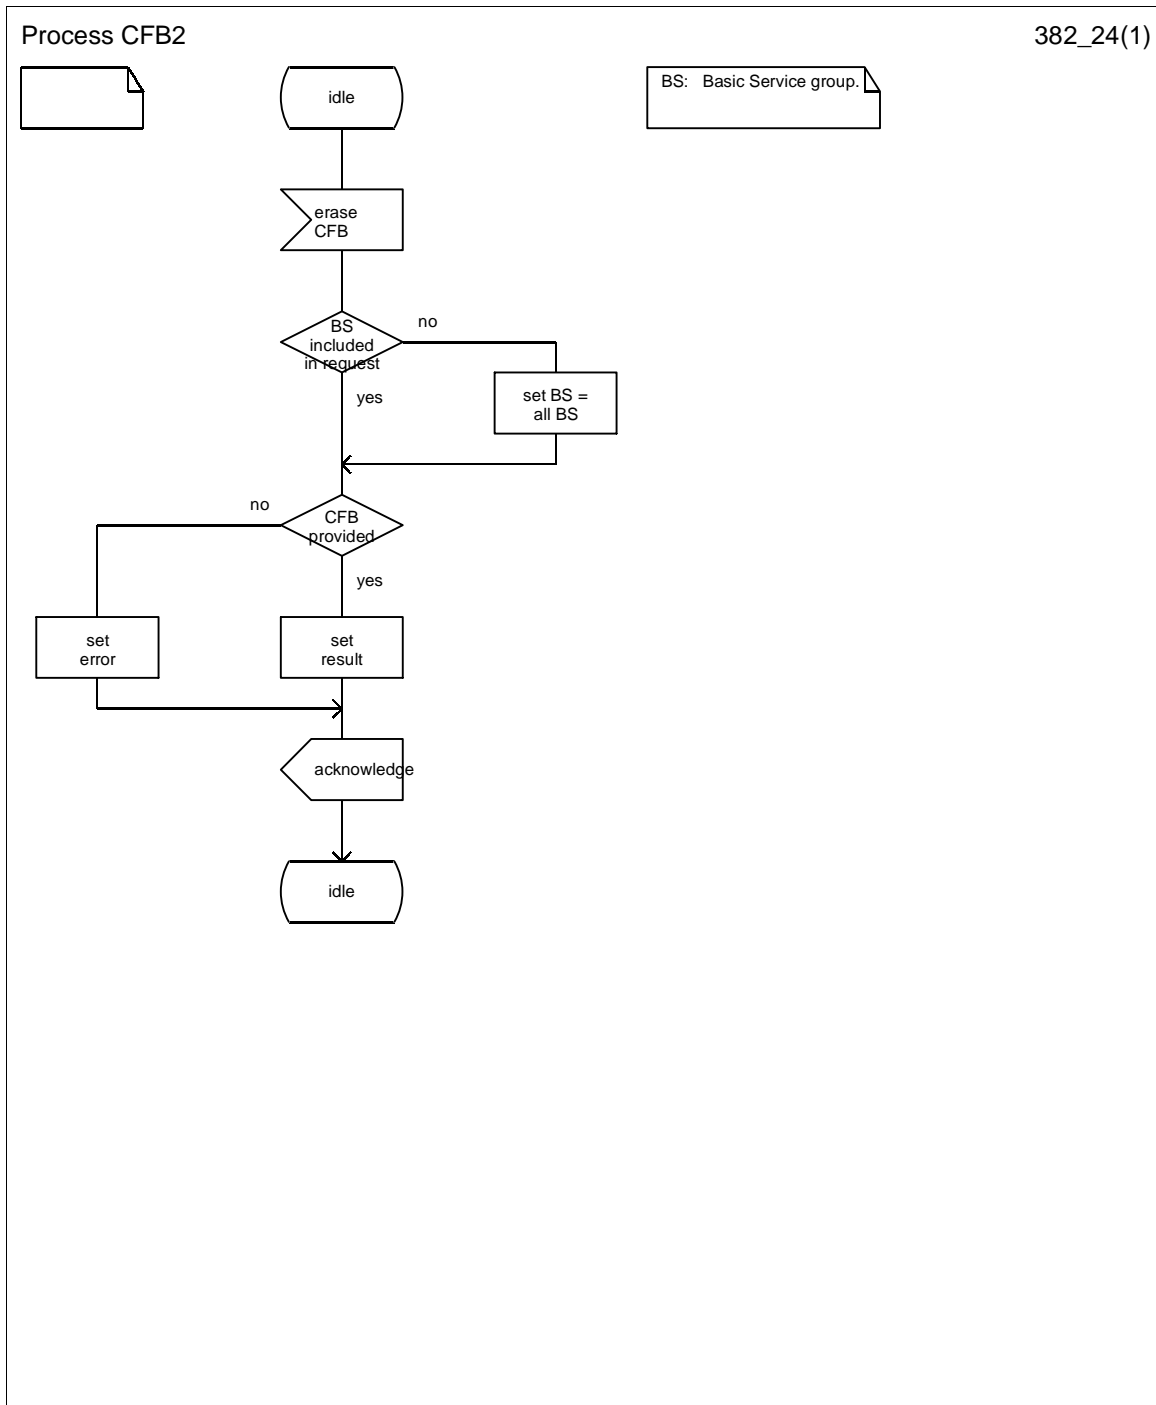 Process CFB2
382_24(1)
idle
BS: Basic Service group.
erase
CFB
BS
included
in request
no
yes
set BS =
all BS
no
CFB
provided
yes
set
error
set
result
acknowledge
idle